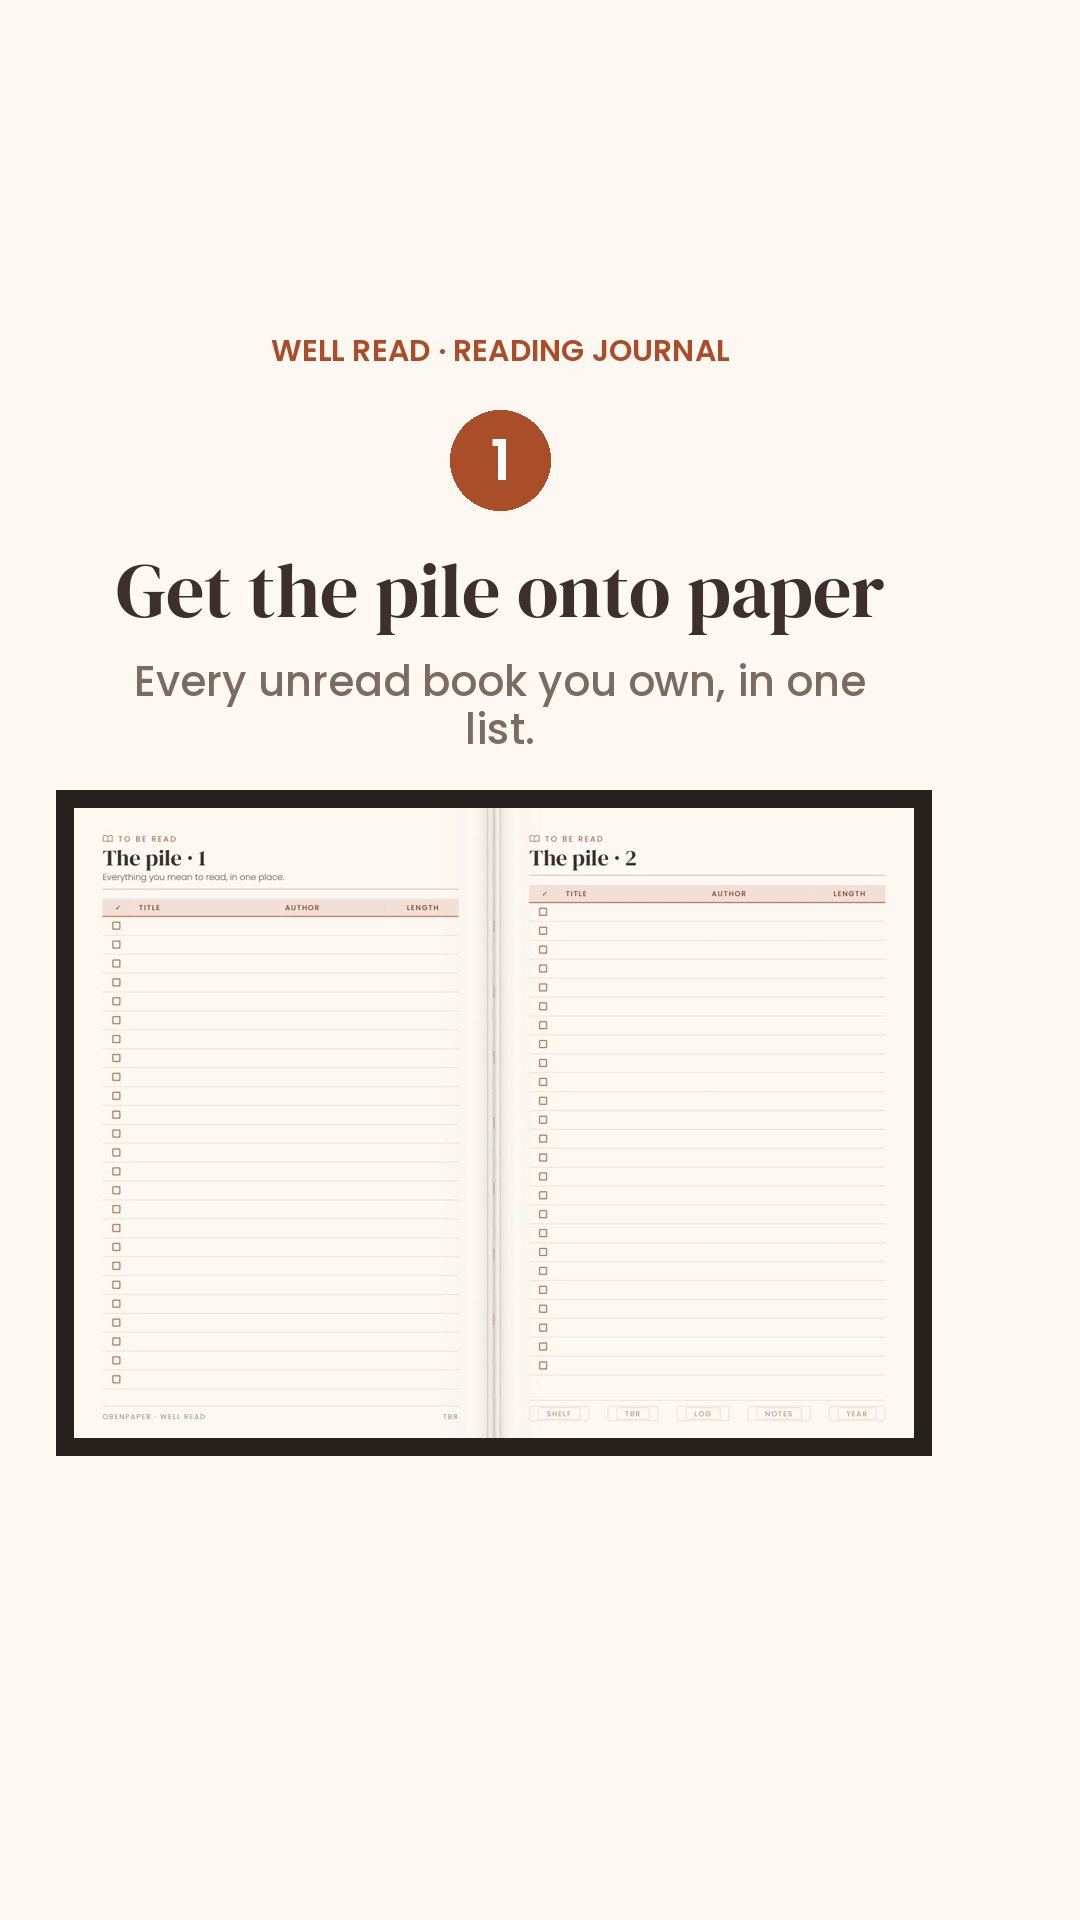 WELL READ · READING JOURNAL
1
Get the pile onto paper
Every unread book you own, in one
list.
TO BE READ
The pile · 1
Everything you mean to read, in one place.
✓ TITLE AUTHOR LENGTH
OBENPAPER · WELL READ TBR
TO BE READ
The pile · 2
✓ TITLE AUTHOR LENGTH
SHELF TBR LOG NOTES YEAR